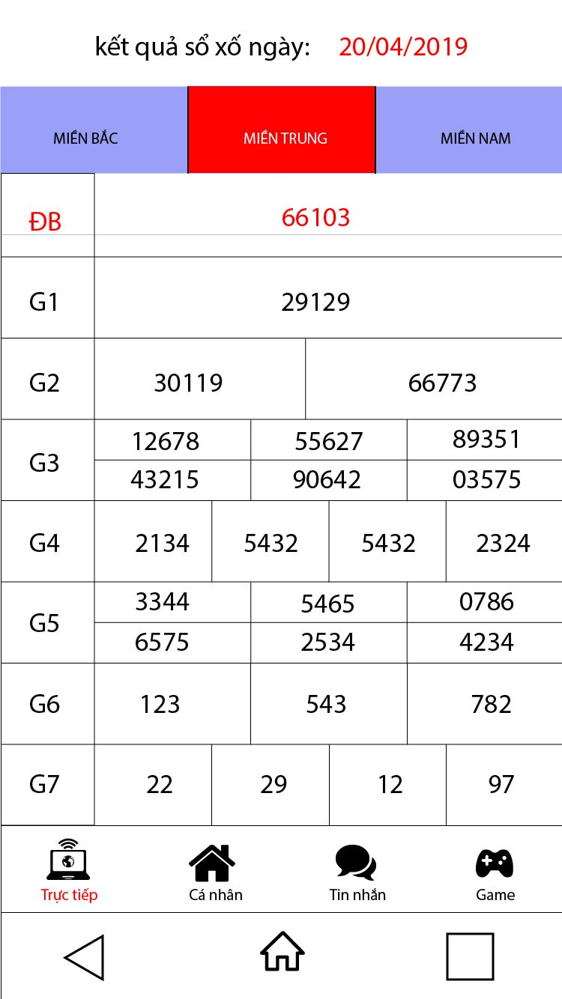 kết quả sổ xố ngày: 20/04/2019
MIỀN BẮC MIỀN TRUNG MIỀN NAM
ĐB 66103
G1 29129
G2 30119 66773
G3 12678 55627 89351
43215 90642 03575
G4 2134 5432 5432 2324
G5 3344 5465 0786
6575 2534 4234
G6 123 543 782
G7 22 29 12 97
Trực tiếp Cá nhân Tin nhắn Game